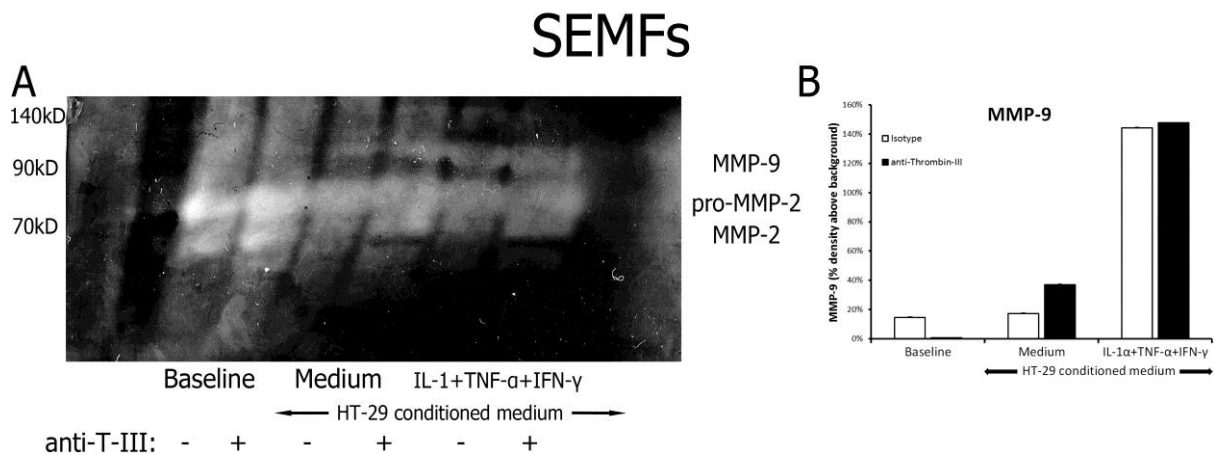 SEMFs
A
140kD
90kD
70kD
MMP-9
pro-MMP-2
MMP-2
Baseline Medium IL-1+TNF-α+IFN-γ
HT-29 conditioned medium
anti-T-III: - + - + - +
B
MMP-9
Isotype
anti-Thrombin-III
MMP-9 (% density above background)
160%
140%
120%
100%
80%
60%
40%
20%
0%
Baseline Medium IL-1α+TNF-α+IFN-γ
HT-29 conditioned medium